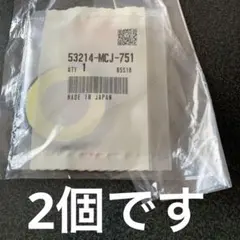 53214-MCJ-751
QTY 1
MADE IN JAPAN
2個です